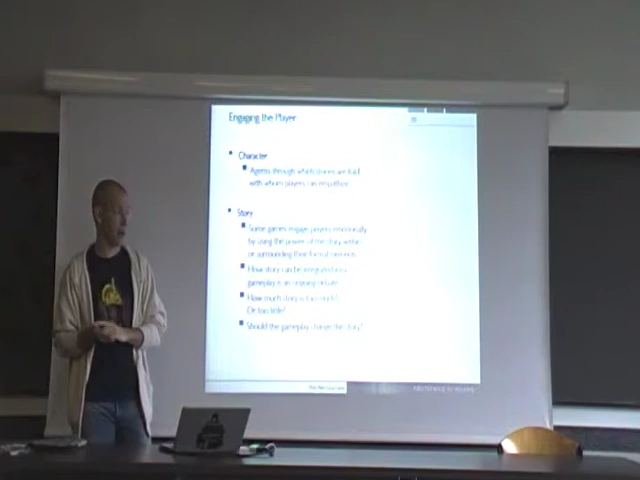 Engaging the Player
Character
Agents through which stories are told
with whom players can empathize
Story
Some games engage players emotionally
by using the power of the story within
or surrounding their formal elements
How story can be integrated into
gameplay is an ongoing debate
How much story is too much?
Or too little?
Should the gameplay change the story?